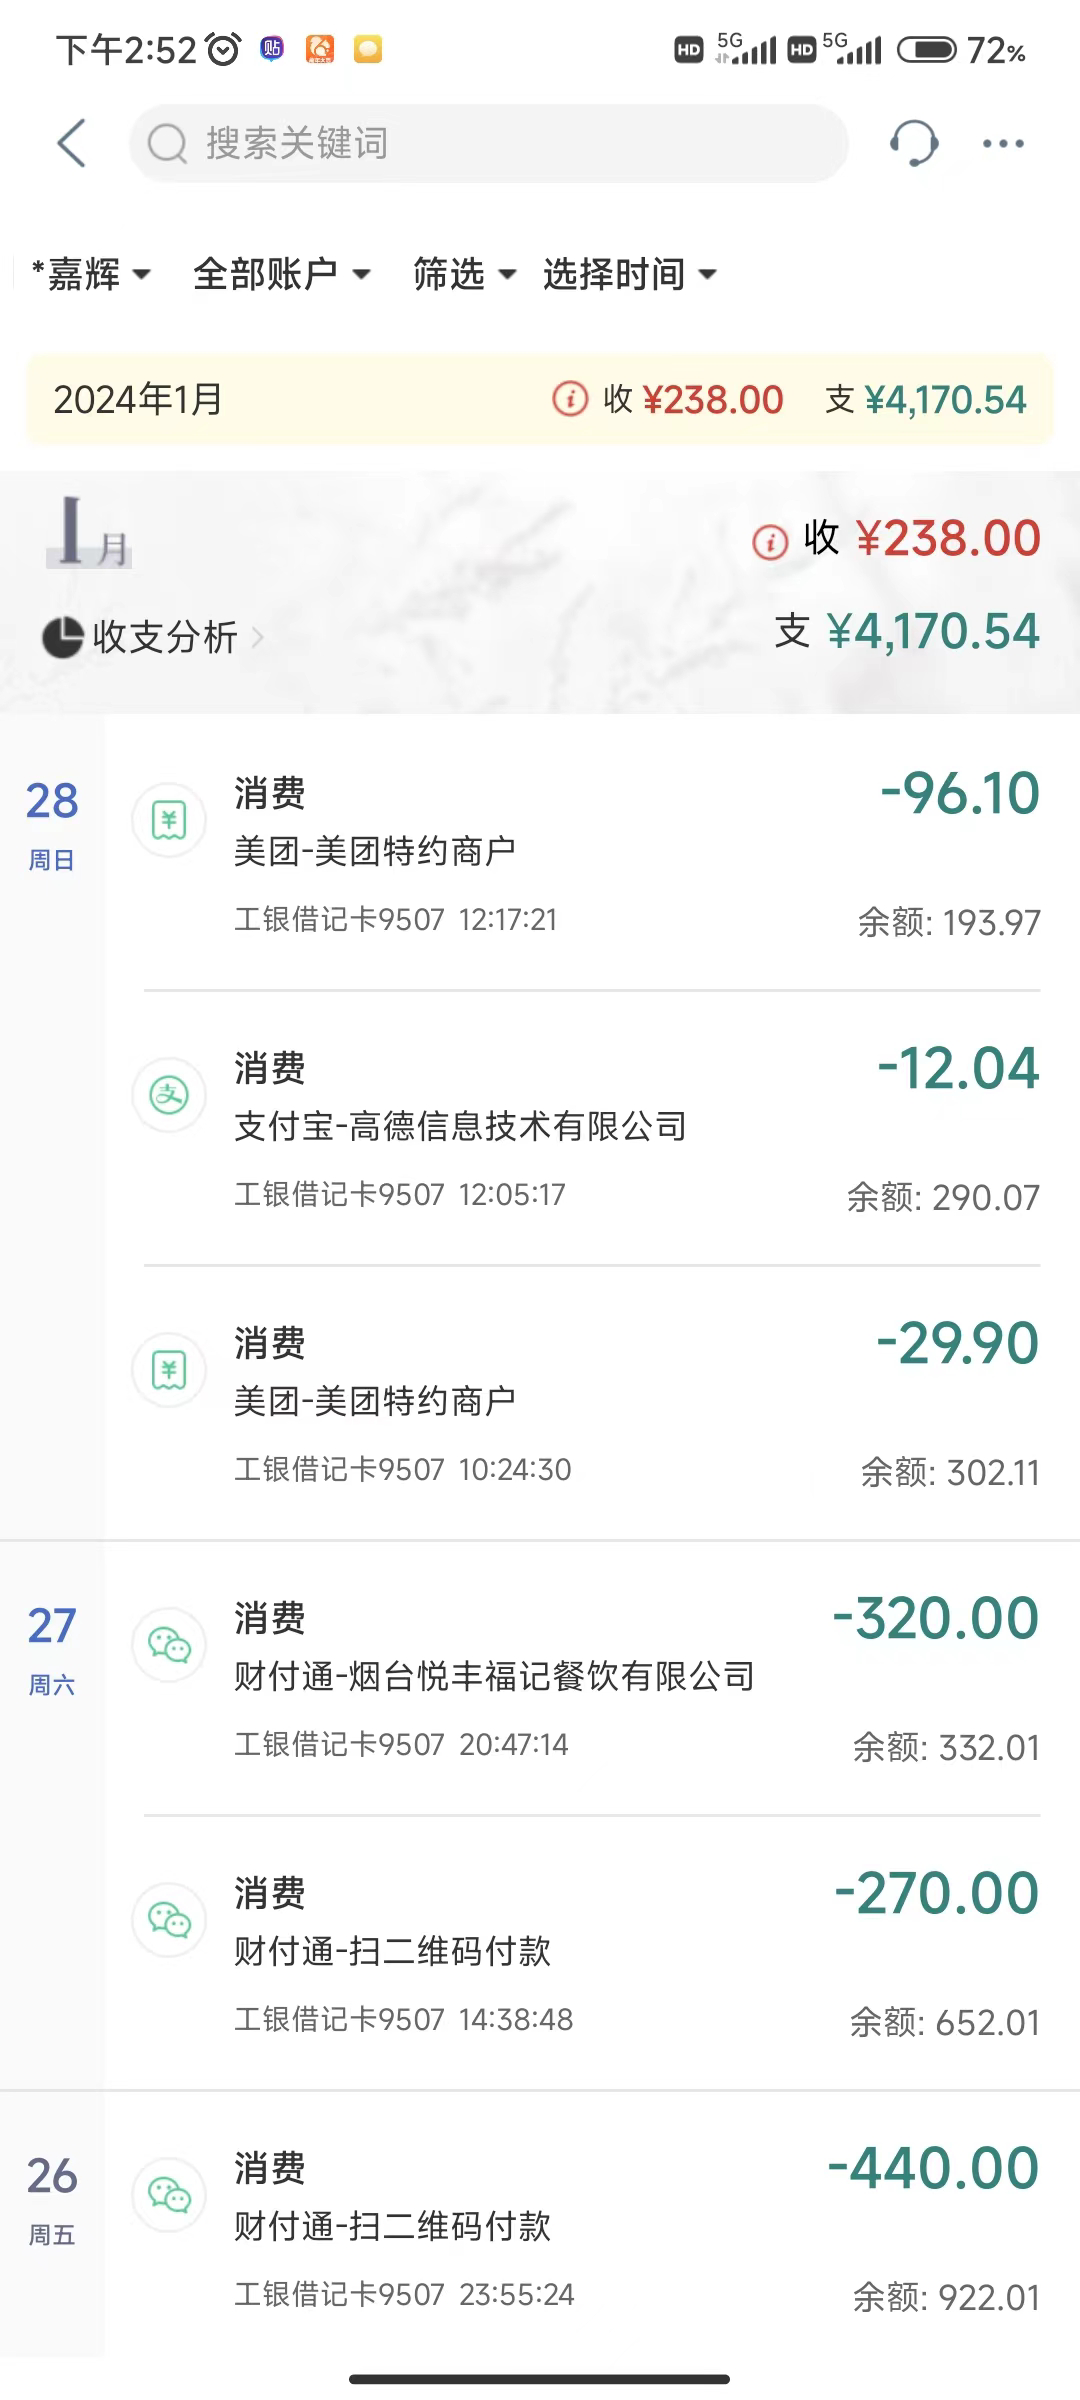 下午2:52 贴 HD 5G HD 5G 72%
搜索关键词
*嘉辉 全部账户 筛选 选择时间
2024年1月 收 ¥238.00 支 ¥4,170.54
1月 收 ¥238.00
收支分析 支 ¥4,170.54
28 消费 -96.10
周日 美团-美团特约商户
工银借记卡9507 12:17:21 余额: 193.97
消费 -12.04
支付宝-高德信息技术有限公司
工银借记卡9507 12:05:17 余额: 290.07
消费 -29.90
美团-美团特约商户
工银借记卡9507 10:24:30 余额: 302.11
27 消费 -320.00
周六 财付通-烟台悦丰福记餐饮有限公司
工银借记卡9507 20:47:14 余额: 332.01
消费 -270.00
财付通-扫二维码付款
工银借记卡9507 14:38:48 余额: 652.01
26 消费 -440.00
周五 财付通-扫二维码付款
工银借记卡9507 23:55:24 余额: 922.01